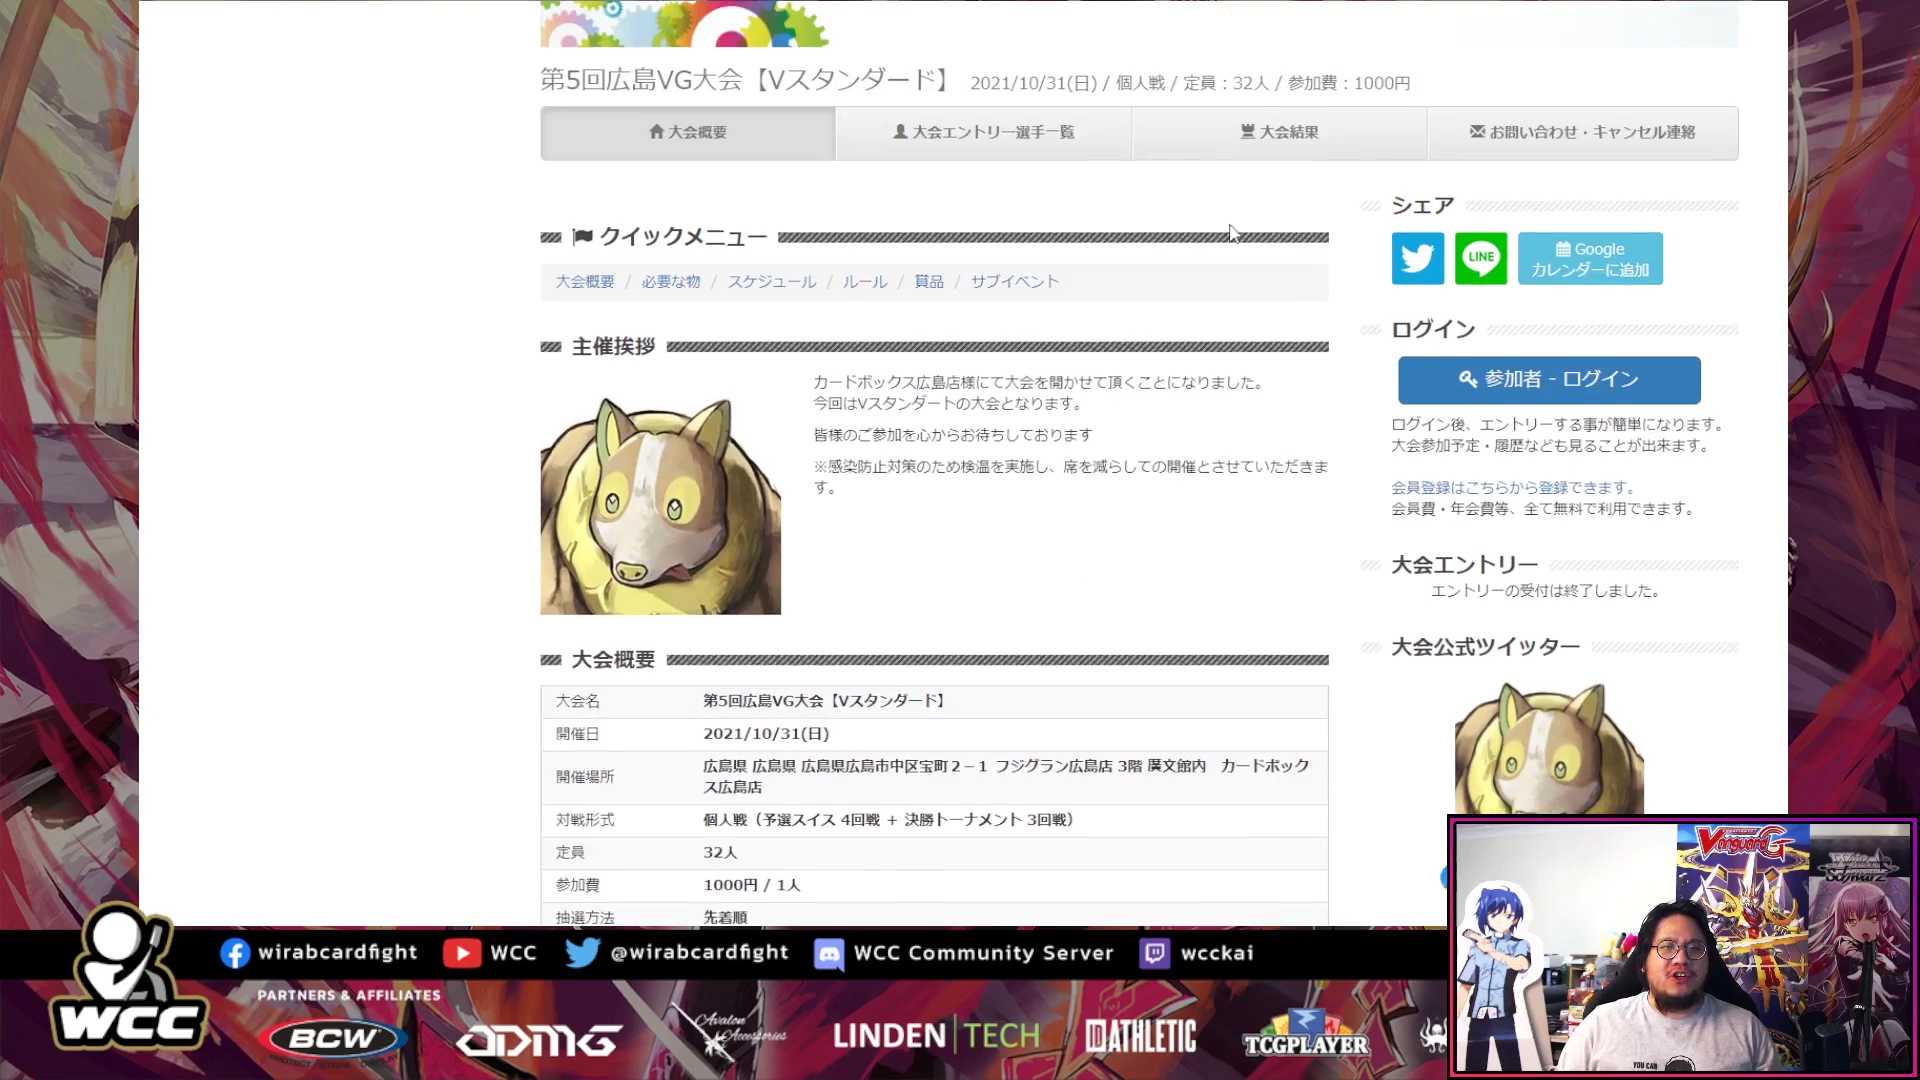 第5回広島VG大会【Vスタンダード】 2021/10/31(日) / 個人戦 / 定員：32人 / 参加費：1000円
大会概要
大会エントリー選手一覧
大会結果
お問い合わせ・キャンセル連絡
クイックメニュー
大会概要 / 必要な物 / スケジュール / ルール / 賞品 / サブイベント
主催挨拶
カードボックス広島店様にて大会を開かせて頂くことになりました。
今回はVスタンダートの大会となります。
皆様のご参加を心からお待ちしております
※感染防止対策のため検温を実施し、席を減らしての開催とさせていただきま
す。
大会概要
大会名 第5回広島VG大会【Vスタンダード】
開催日 2021/10/31(日)
開催場所 広島県 広島県 広島県広島市中区宝町２−１ フジグラン広島店 3階 廣文館内　カードボック
ス広島店
対戦形式 個人戦（予選スイス 4回戦 + 決勝トーナメント 3回戦）
定員 32人
参加費 1000円 / 1人
抽選方法 先着順
シェア
LINE
Google
カレンダーに追加
ログイン
参加者 - ログイン
ログイン後、エントリーする事が簡単になります。
大会参加予定・履歴なども見ることが出来ます。
会員登録はこちらから登録できます。
会員費・年会費等、全て無料で利用できます。
大会エントリー
エントリーの受付は終了しました。
大会公式ツイッター
VanguardG
Weiß Schwarz
YOU CAN
WCC
wirabcardfight
WCC
@wirabcardfight
WCC Community Server
wcckai
PARTNERS & AFFILIATES
BCW
ADMG
Avalon Accessories
LINDEN|TECH
ATHLETIC
TCGPLAYER